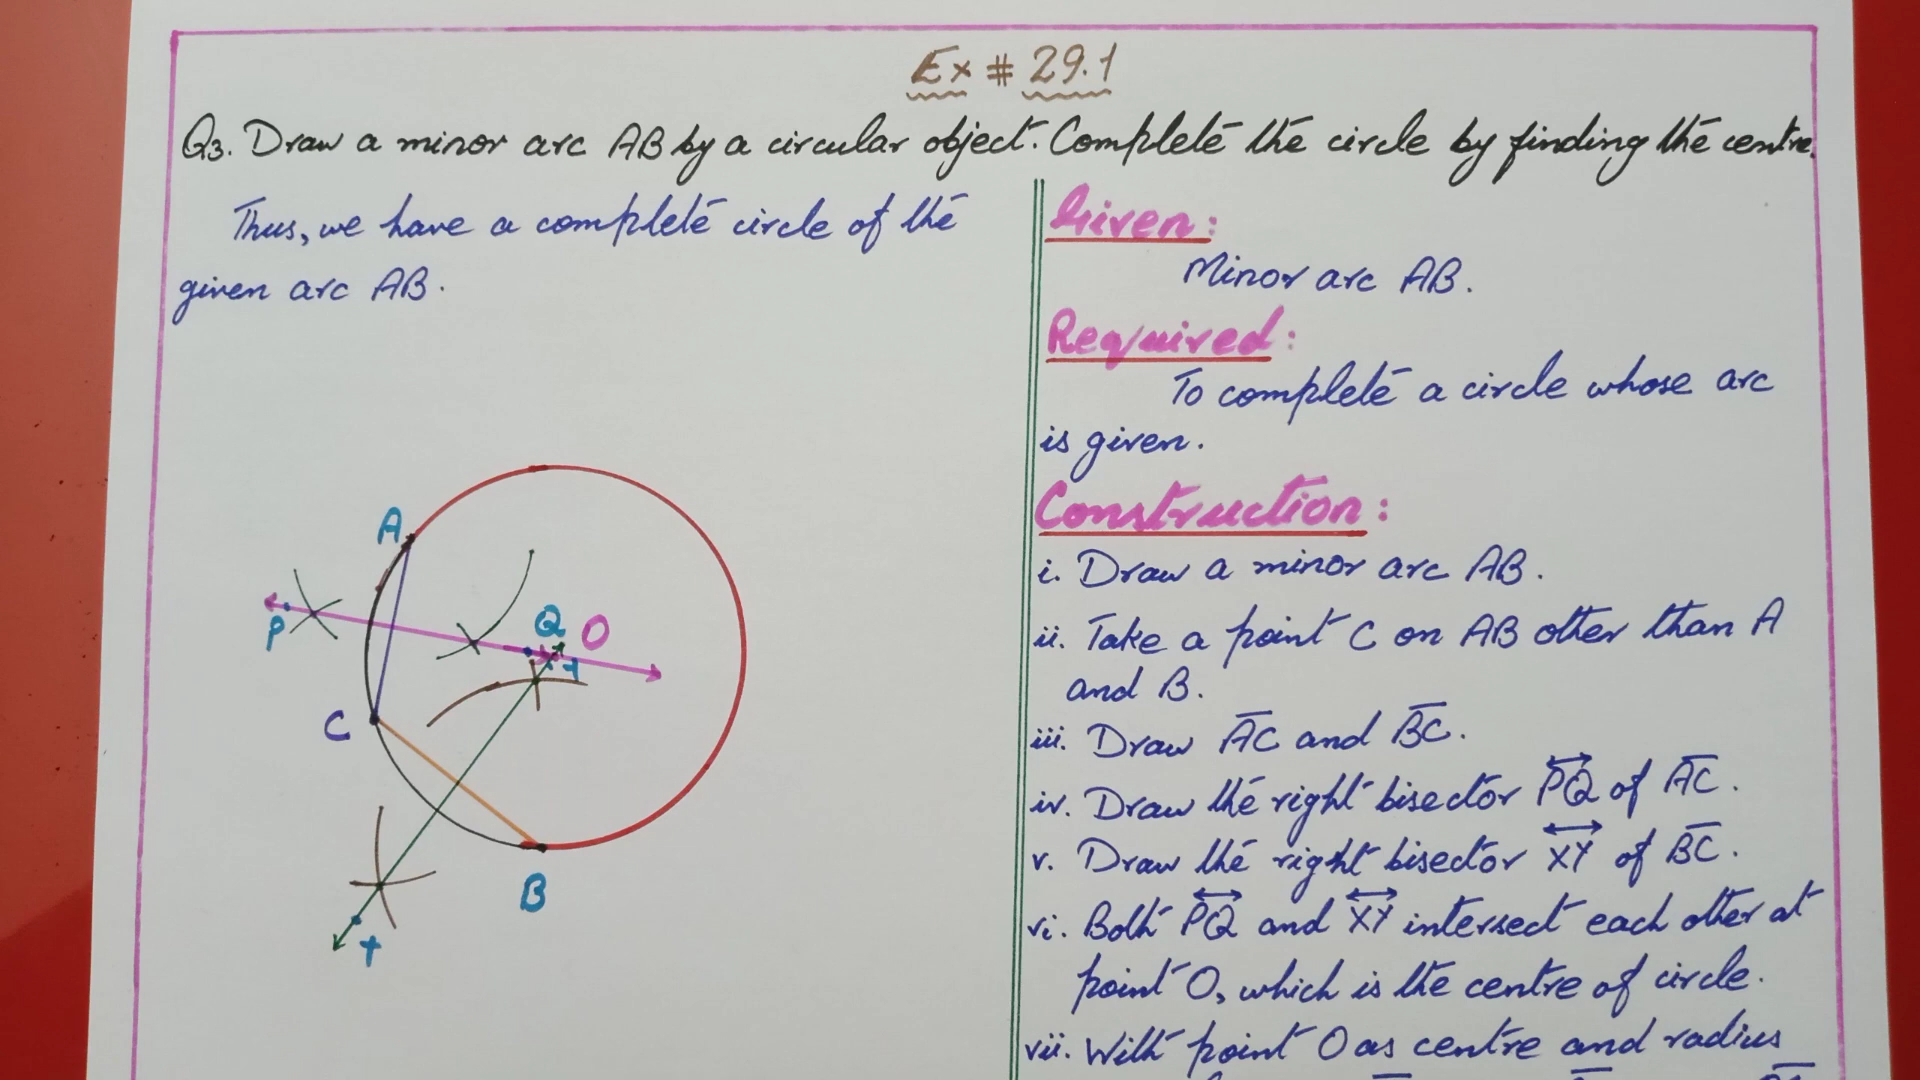 Ex # 29.1
Q3. Draw a minor arc AB by a circular object. Complete the circle by finding the centre.
Thus, we have a complete circle of the
given arc AB.
A
P
Q
O
C
B
Given:
Minor arc AB.
Required:
To complete a circle whose arc
is given.
Construction:
i. Draw a minor arc AB.
ii. Take a point C on AB other than A
and B.
iii. Draw A̅C̅ and B̅C̅.
iv. Draw the right bisector PQ of A̅C̅.
v. Draw the right bisector XY of B̅C̅.
vi. Both PQ and XY intersect each other at
point O, which is the centre of circle.
vii. With point O as centre and radius